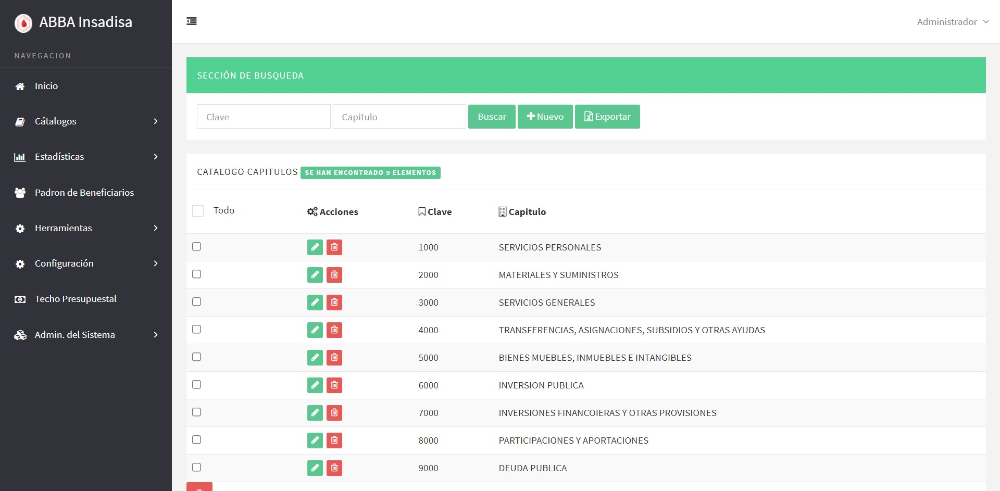 ABBA Insadisa
Administrador
NAVEGACION
Inicio
Cátalogos
Estadísticas
Padron de Beneficiarios
Herramientas
Configuración
Techo Presupuestal
Admin. del Sistema
SECCIÓN DE BUSQUEDA
Clave Capitulo Buscar Nuevo Exportar
CATALOGO CAPITULOS SE HAN ENCONTRADO 9 ELEMENTOS
Todo Acciones Clave Capitulo
1000 SERVICIOS PERSONALES
2000 MATERIALES Y SUMINISTROS
3000 SERVICIOS GENERALES
4000 TRANSFERENCIAS, ASIGNACIONES, SUBSIDIOS Y OTRAS AYUDAS
5000 BIENES MUEBLES, INMUEBLES E INTANGIBLES
6000 INVERSION PUBLICA
7000 INVERSIONES FINANCOIERAS Y OTRAS PROVISIONES
8000 PARTICIPACIONES Y APORTACIONES
9000 DEUDA PUBLICA